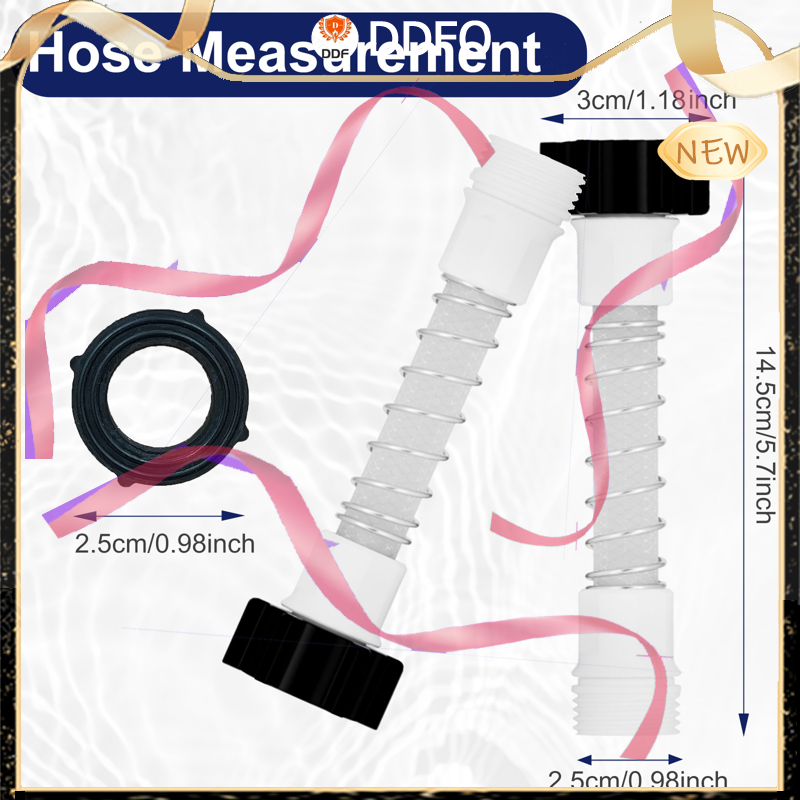 DDFO
DDF
Hose Measurement
3cm/1.18inch
NEW
14.5cm/5.7inch
2.5cm/0.98inch
2.5cm/0.98inch